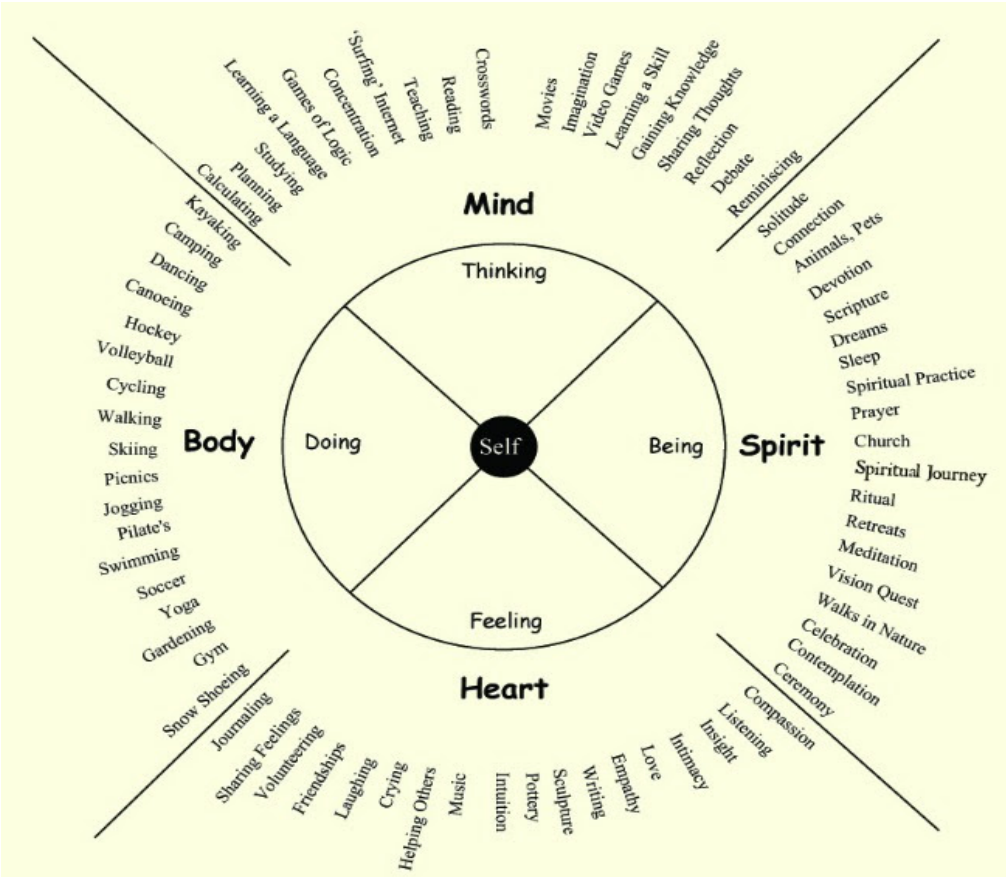 Calculating
Planning
Studying
Learning a Language
Games of Logic
Concentration
'Surfing' Internet
Teaching
Reading
Crosswords
Movies
Imagination
Video Games
Learning a Skill
Gaining Knowledge
Sharing Thoughts
Reflection
Debate
Reminiscing
Mind
Thinking
Solitude
Connection
Animals, Pets
Devotion
Scripture
Dreams
Sleep
Spiritual Practice
Prayer
Church
Spiritual Journey
Ritual
Retreats
Meditation
Vision Quest
Walks in Nature
Celebration
Contemplation
Ceremony
Spirit
Being
Self
Doing
Body
Kayaking
Camping
Dancing
Canoeing
Hockey
Volleyball
Cycling
Walking
Skiing
Picnics
Jogging
Pilate's
Swimming
Soccer
Yoga
Gardening
Gym
Snow Shoeing
Feeling
Heart
Journaling
Sharing Feelings
Volunteering
Friendships
Laughing
Crying
Helping Others
Music
Intuition
Pottery
Sculpture
Writing
Empathy
Love
Intimacy
Insight
Listening
Compassion